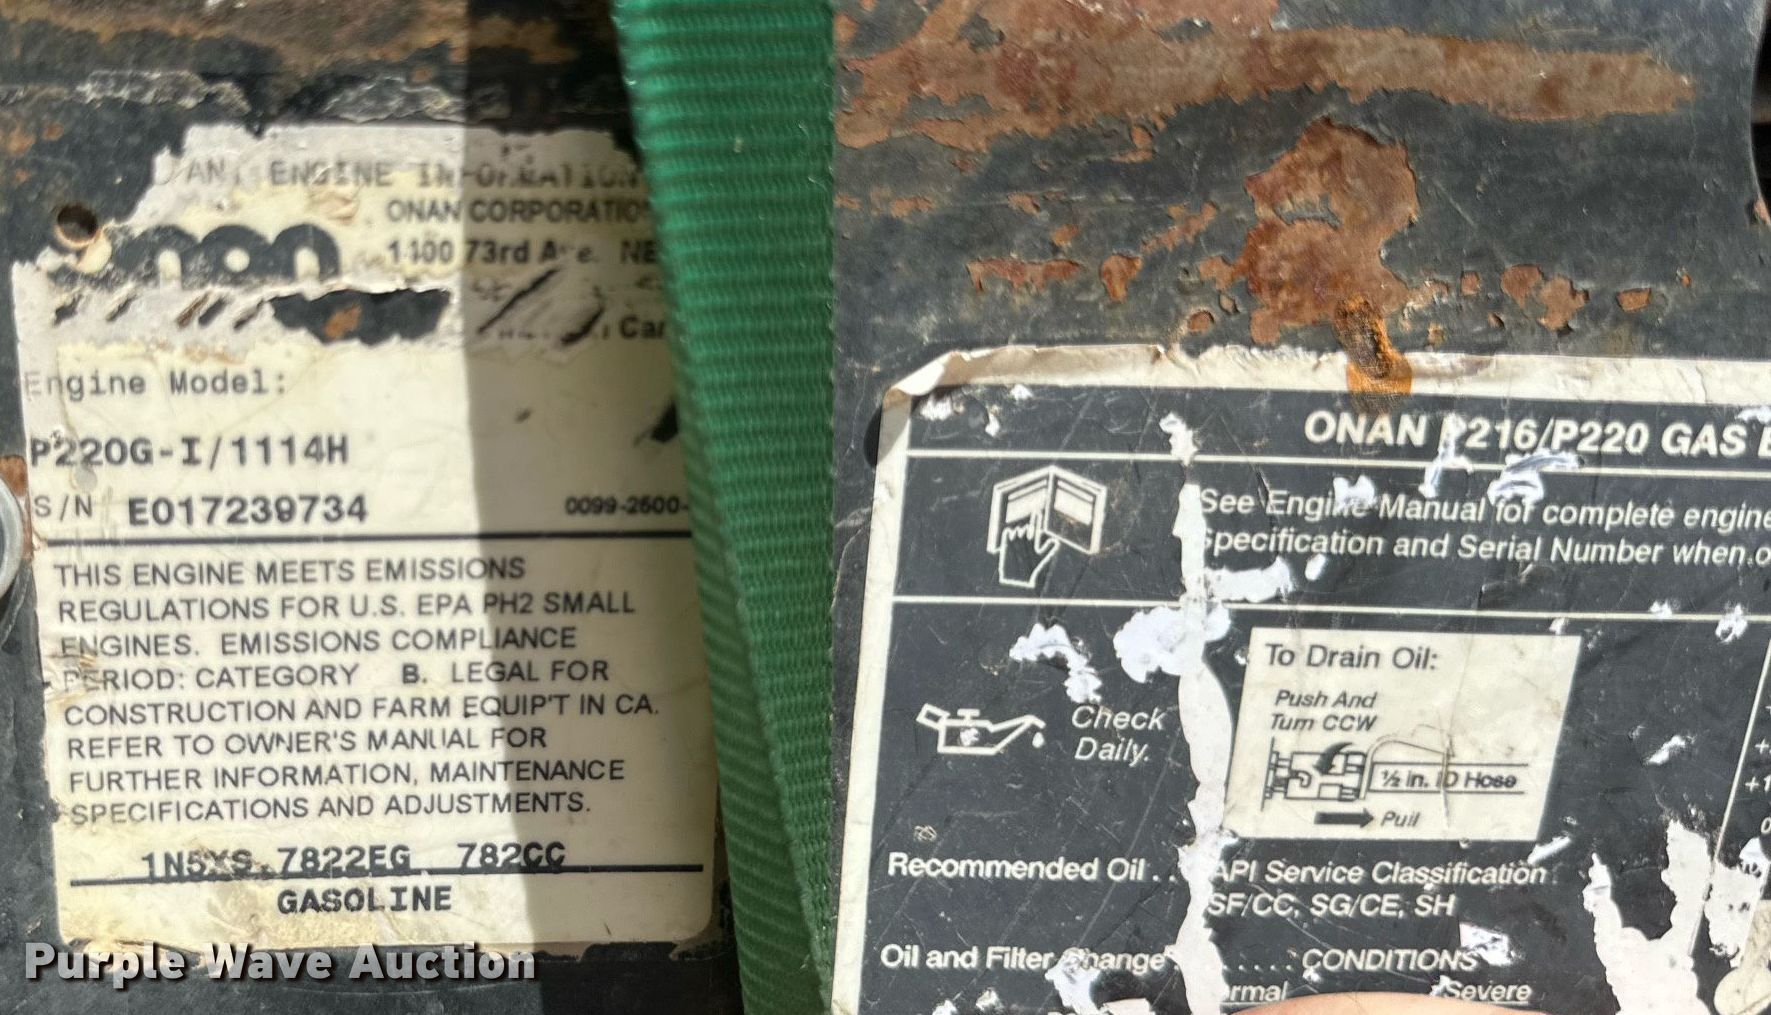 ENGINE INFORMATION
ONAN CORPORATIO
1400 73rd Ave. NE
Engine Model:
P220G-I/1114H
S/N E017239734 0099-2600-
THIS ENGINE MEETS EMISSIONS
REGULATIONS FOR U.S. EPA PH2 SMALL
ENGINES. EMISSIONS COMPLIANCE
PERIOD: CATEGORY B. LEGAL FOR
CONSTRUCTION AND FARM EQUIP'T IN CA.
REFER TO OWNER'S MANUAL FOR
FURTHER INFORMATION, MAINTENANCE
SPECIFICATIONS AND ADJUSTMENTS.
1N5XS.7822EG 782CC
GASOLINE
ONAN P216/P220 GAS E
See Engine Manual for complete engine
specification and Serial Number when o
To Drain Oil:
Push And
Turn CCW
½ in. ID Hose
Pull
Check
Daily.
Recommended Oil . . API Service Classification
SF/CC, SG/CE, SH
Oil and Filter Change . . . . . CONDITIONS
ormal Severe
Purple Wave Auction